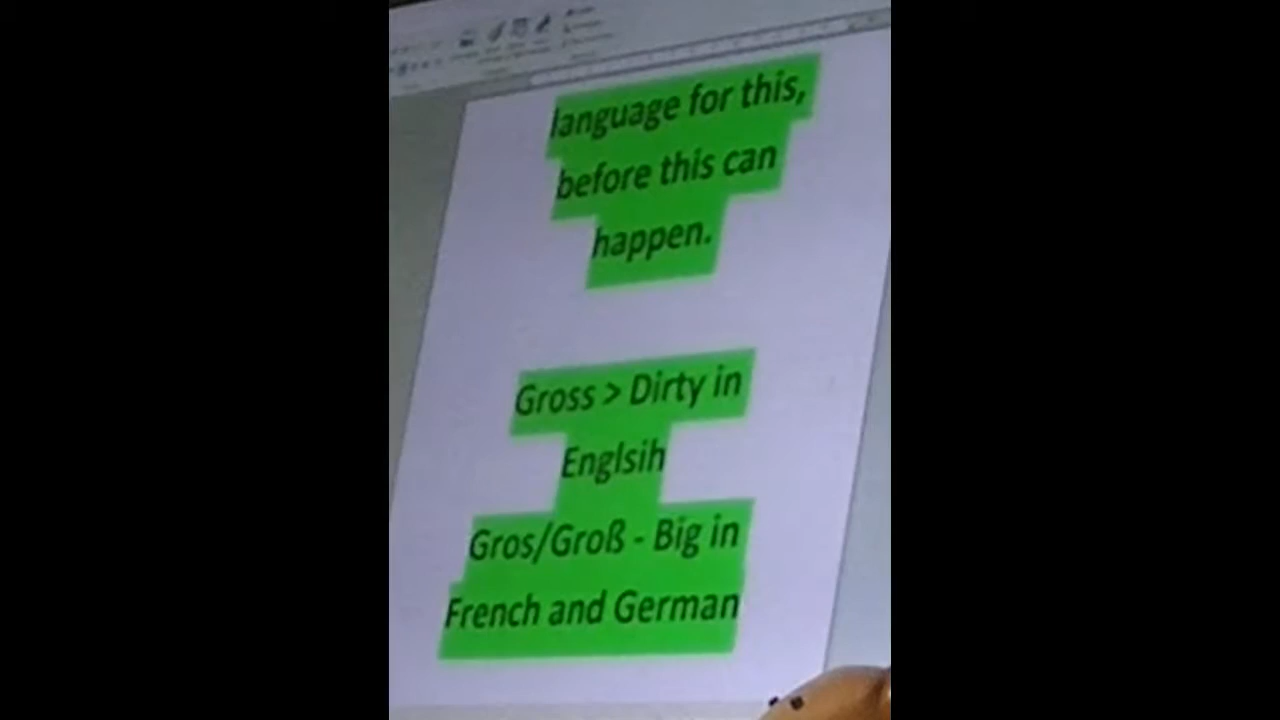 language for this,
before this can
happen.
Gross > Dirty in
Englsih
Gros/Groß - Big in
French and German